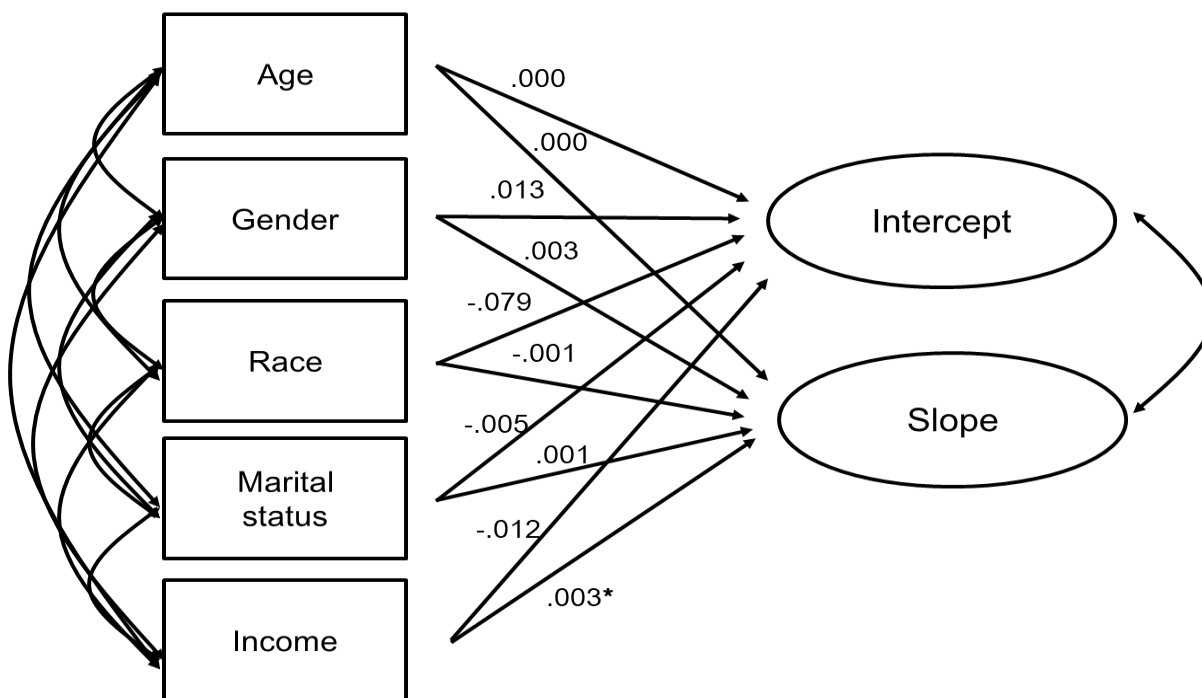 Age
.000
.000
Gender
.013
.003
Intercept
Race
-.079
-.001
Slope
Marital
status
-.005
.001
Income
-.012
.003*